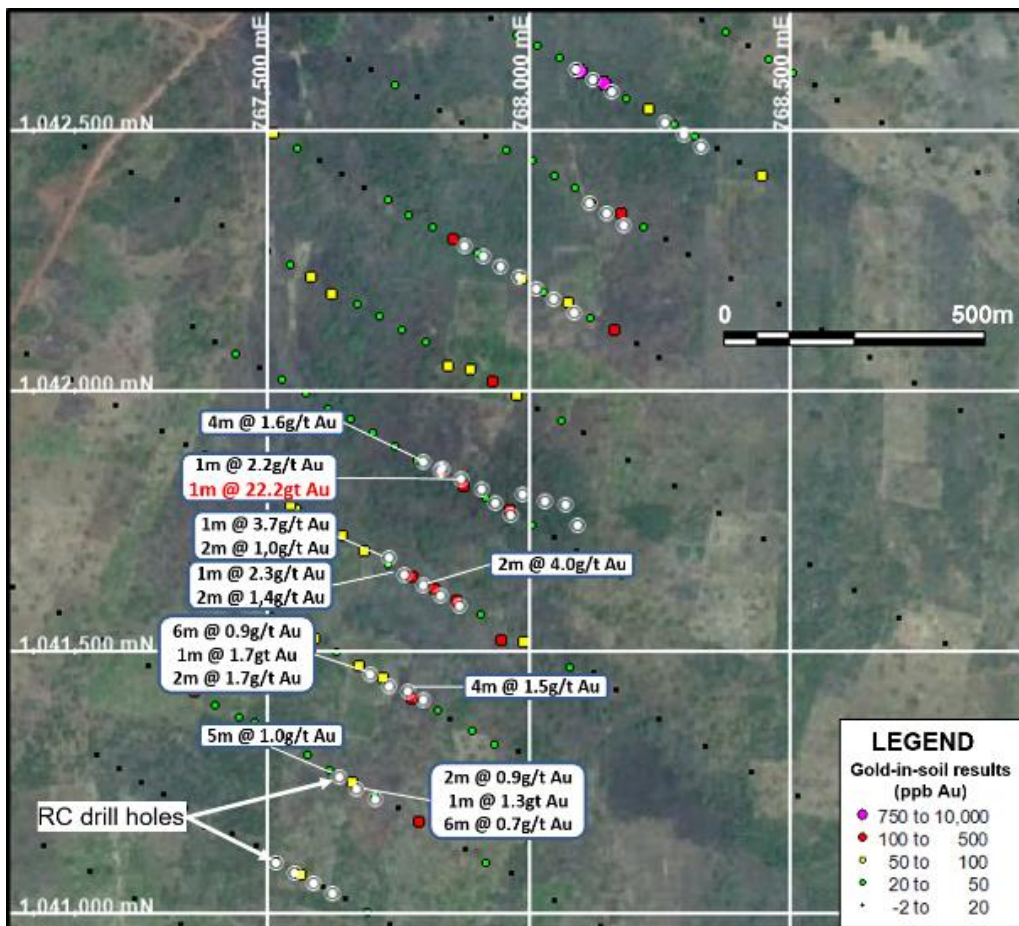 767,500 mE
768,000 mE
768,500 mE
1,042,500 mN
0 500m
1,042,000 mN
4m @ 1.6g/t Au
1m @ 2.2g/t Au
1m @ 22.2gt Au
1m @ 3.7g/t Au
2m @ 1,0g/t Au
2m @ 4.0g/t Au
1m @ 2.3g/t Au
2m @ 1,4g/t Au
1,041,500 mN
6m @ 0.9g/t Au
1m @ 1.7gt Au
2m @ 1.7g/t Au
4m @ 1.5g/t Au
5m @ 1.0g/t Au
2m @ 0.9g/t Au
1m @ 1.3gt Au
6m @ 0.7g/t Au
RC drill holes
1,041,000 mN
LEGEND
Gold-in-soil results
(ppb Au)
750 to 10,000
100 to 500
50 to 100
20 to 50
-2 to 20